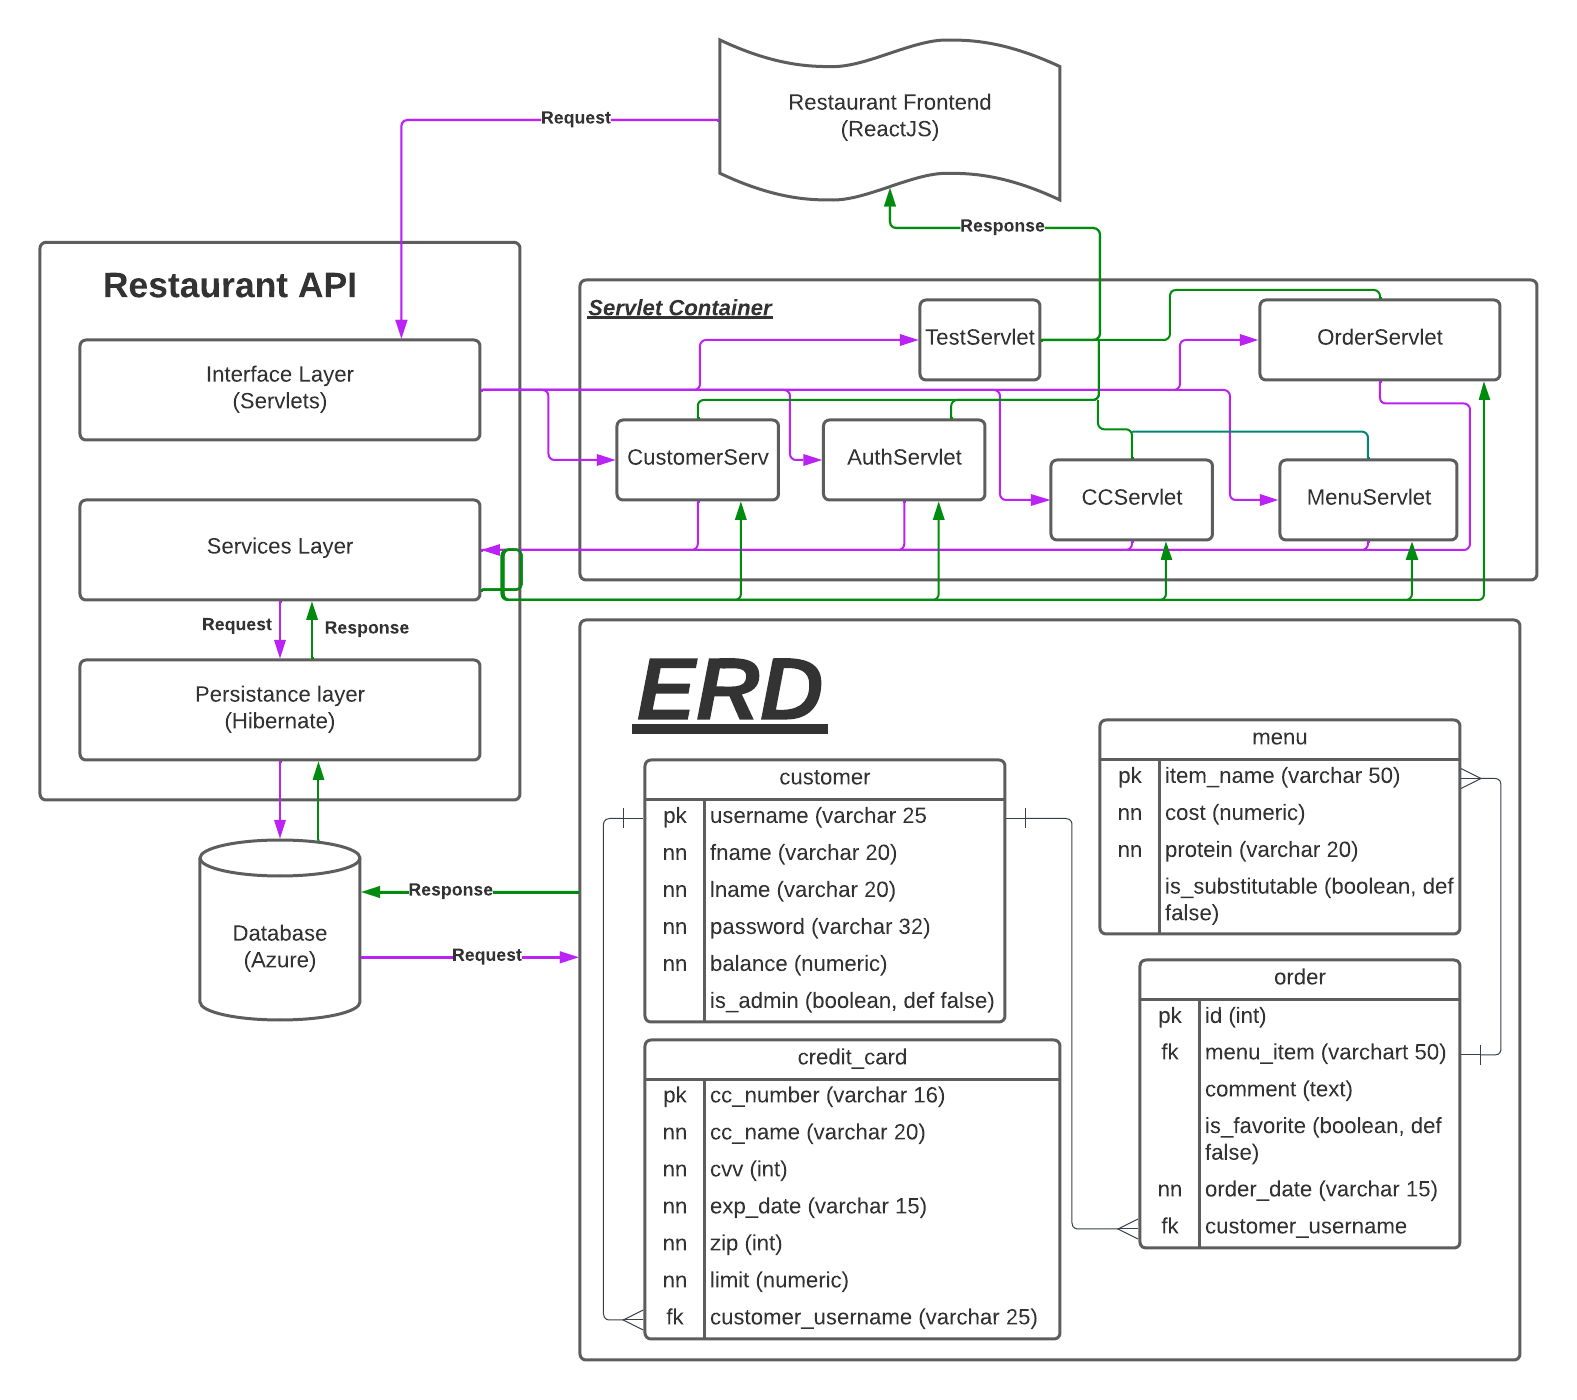 Restaurant Frontend
(ReactJS)
Request
Response
Restaurant API
Interface Layer
(Servlets)
Services Layer
Request
Response
Persistance layer
(Hibernate)
Database
(Azure)
Response
Request
Servlet Container
TestServlet
OrderServlet
CustomerServ
AuthServlet
CCServlet
MenuServlet
ERD
customer
pk username (varchar 25
nn fname (varchar 20)
nn lname (varchar 20)
nn password (varchar 32)
nn balance (numeric)
is_admin (boolean, def false)
credit_card
pk cc_number (varchar 16)
nn cc_name (varchar 20)
nn cvv (int)
nn exp_date (varchar 15)
nn zip (int)
nn limit (numeric)
fk customer_username (varchar 25)
menu
pk item_name (varchar 50)
nn cost (numeric)
nn protein (varchar 20)
is_substitutable (boolean, def
false)
order
pk id (int)
fk menu_item (varchart 50)
comment (text)
is_favorite (boolean, def
false)
nn order_date (varchar 15)
fk customer_username